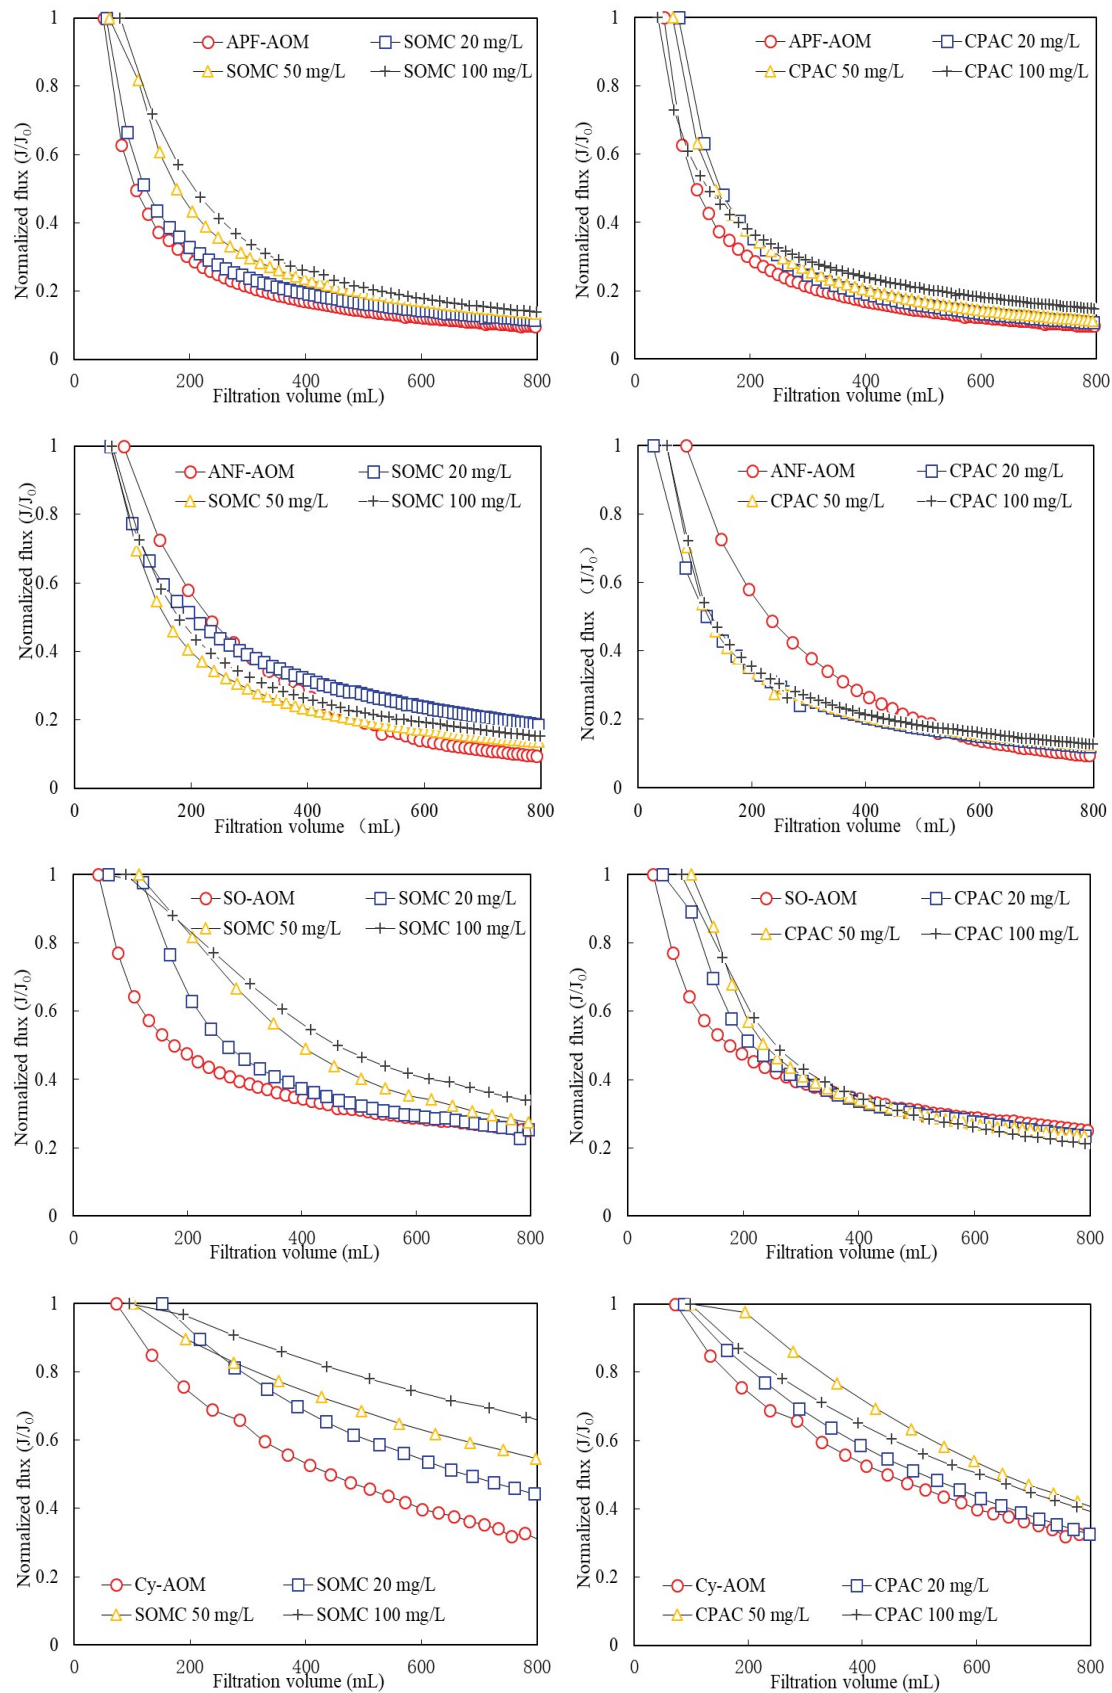 APF-AOM SOMC 20 mg/L
SOMC 50 mg/L SOMC 100 mg/L
Normalized flux (J/J₀)
1
0.8
0.6
0.4
0.2
0
0 200 400 600 800
Filtration volume (mL)
APF-AOM CPAC 20 mg/L
CPAC 50 mg/L CPAC 100 mg/L
Normalized flux (J/J₀)
1
0.8
0.6
0.4
0.2
0
0 200 400 600 800
Filtration volume (mL)
ANF-AOM SOMC 20 mg/L
SOMC 50 mg/L SOMC 100 mg/L
Normalized flux (J/J₀)
1
0.8
0.6
0.4
0.2
0
0 200 400 600 800
Filtration volume （mL)
ANF-AOM CPAC 20 mg/L
CPAC 50 mg/L CPAC 100 mg/L
Normalized flux （J/J₀）
1
0.8
0.6
0.4
0.2
0
0 200 400 600 800
Filtration volume （mL)
SO-AOM SOMC 20 mg/L
SOMC 50 mg/L SOMC 100 mg/L
Normalized flux (J/J₀)
1
0.8
0.6
0.4
0.2
0
0 200 400 600 800
Filtration volume (mL)
SO-AOM CPAC 20 mg/L
CPAC 50 mg/L CPAC 100 mg/L
Normalized flux (J/J₀)
1
0.8
0.6
0.4
0.2
0
0 200 400 600 800
Filtration volume (mL)
Cy-AOM SOMC 20 mg/L
SOMC 50 mg/L SOMC 100 mg/L
Normalized flux (J/J₀)
1
0.8
0.6
0.4
0.2
0
0 200 400 600 800
Filtration volume (mL)
Cy-AOM CPAC 20 mg/L
CPAC 50 mg/L CPAC 100 mg/L
Normalized flux (J/J₀)
1
0.8
0.6
0.4
0.2
0
0 200 400 600 800
Filtration volume (mL)